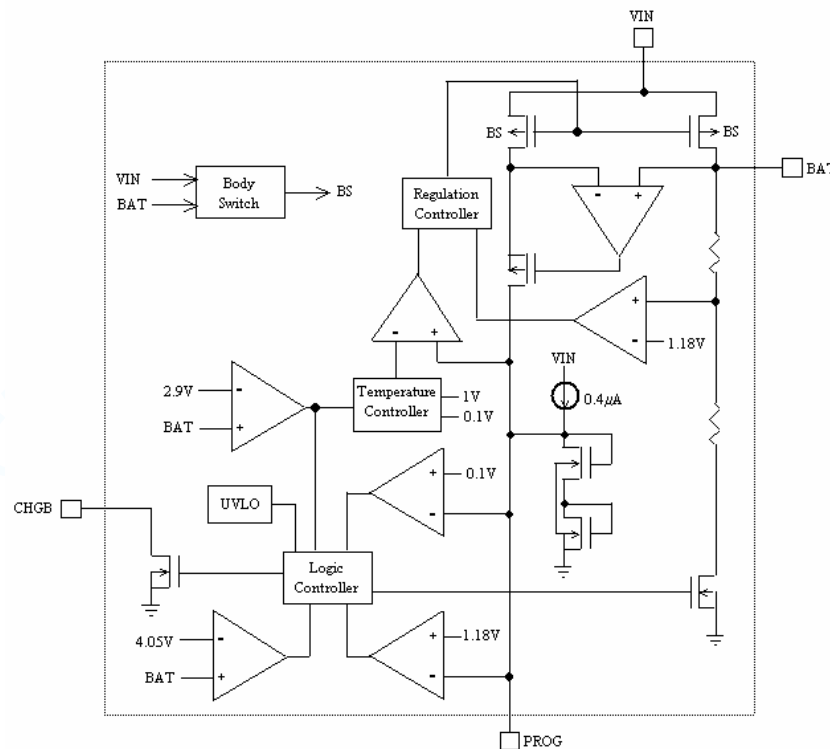 VIN
BS
BS
VIN
BAT
Body
Switch
BS
BAT
Regulation
Controller
- +
- +
+
-
1.18V
VIN
0.4µA
2.9V
-
BAT
+
Temperature
Controller
1V
0.1V
+
0.1V
-
CHGB
UVLO
Logic
Controller
4.05V
-
BAT
+
+
1.18V
-
PROG